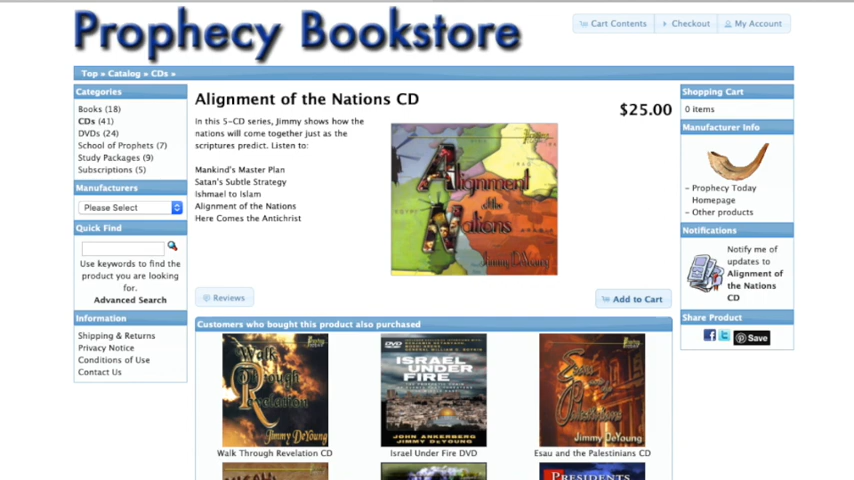 Prophecy Bookstore
Cart Contents
Checkout
My Account
Top » Catalog » CDs »
Categories
Books (18)
CDs (41)
DVDs (24)
School of Prophets (7)
Study Packages (9)
Subscriptions (5)
Manufacturers
Please Select
Quick Find
Use keywords to find the
product you are looking
for.
Advanced Search
Information
Shipping & Returns
Privacy Notice
Conditions of Use
Contact Us
Alignment of the Nations CD
$25.00
In this 5-CD series, Jimmy shows how the
nations will come together just as the
scriptures predict. Listen to:
Mankind's Master Plan
Satan's Subtle Strategy
Ishmael to Islam
Alignment of the Nations
Here Comes the Antichrist
Alignment
of the
Nations
Jimmy DeYoung
Reviews
Add to Cart
Customers who bought this product also purchased
Walk
Through
Revelation
Jimmy DeYoung
Walk Through Revelation CD
DVD
ISRAEL
UNDER
FIRE
JOHN ANKERBERG
JIMMY DEYOUNG
Israel Under Fire DVD
Esau
and the
Palestinians
Jimmy DeYoung
Esau and the Palestinians CD
PRESIDENTS
Shopping Cart
0 items
Manufacturer Info
- Prophecy Today
Homepage
- Other products
Notifications
Notify me of
updates to
Alignment of
the Nations
CD
Share Product
Save